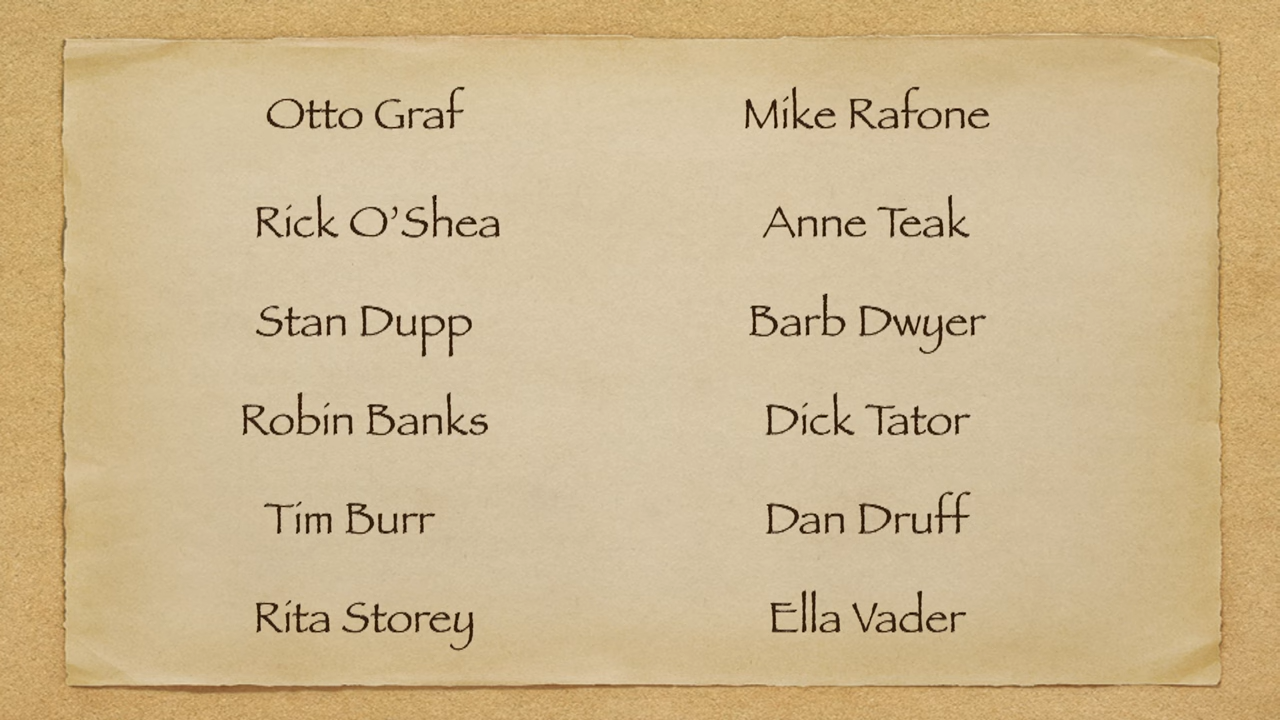 Otto Graf
Mike Rafone
Rick O’Shea
Anne Teak
Stan Dupp
Barb Dwyer
Robin Banks
Dick Tator
Tim Burr
Dan Druff
Rita Storey
Ella Vader